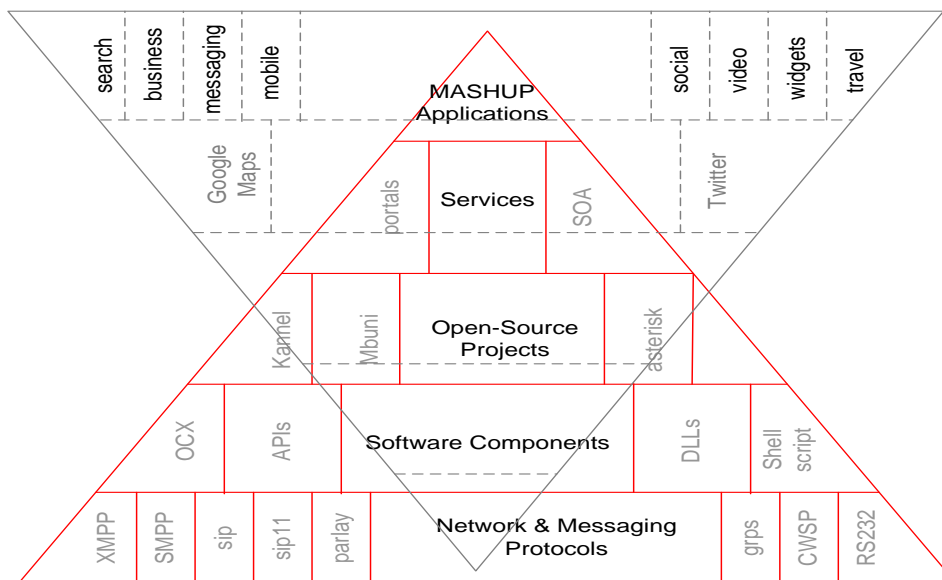 search
business
messaging
mobile
social
video
widgets
travel
MASHUP
Applications
Google
Maps
Twitter
portals
Services
SOA
Kannel
Mbuni
Open-Source
Projects
asterisk
OCX
APIs
Software Components
DLLs
Shell
script
XMPP
SMPP
sip
sip11
parlay
Network & Messaging
Protocols
grps
CWSP
RS232